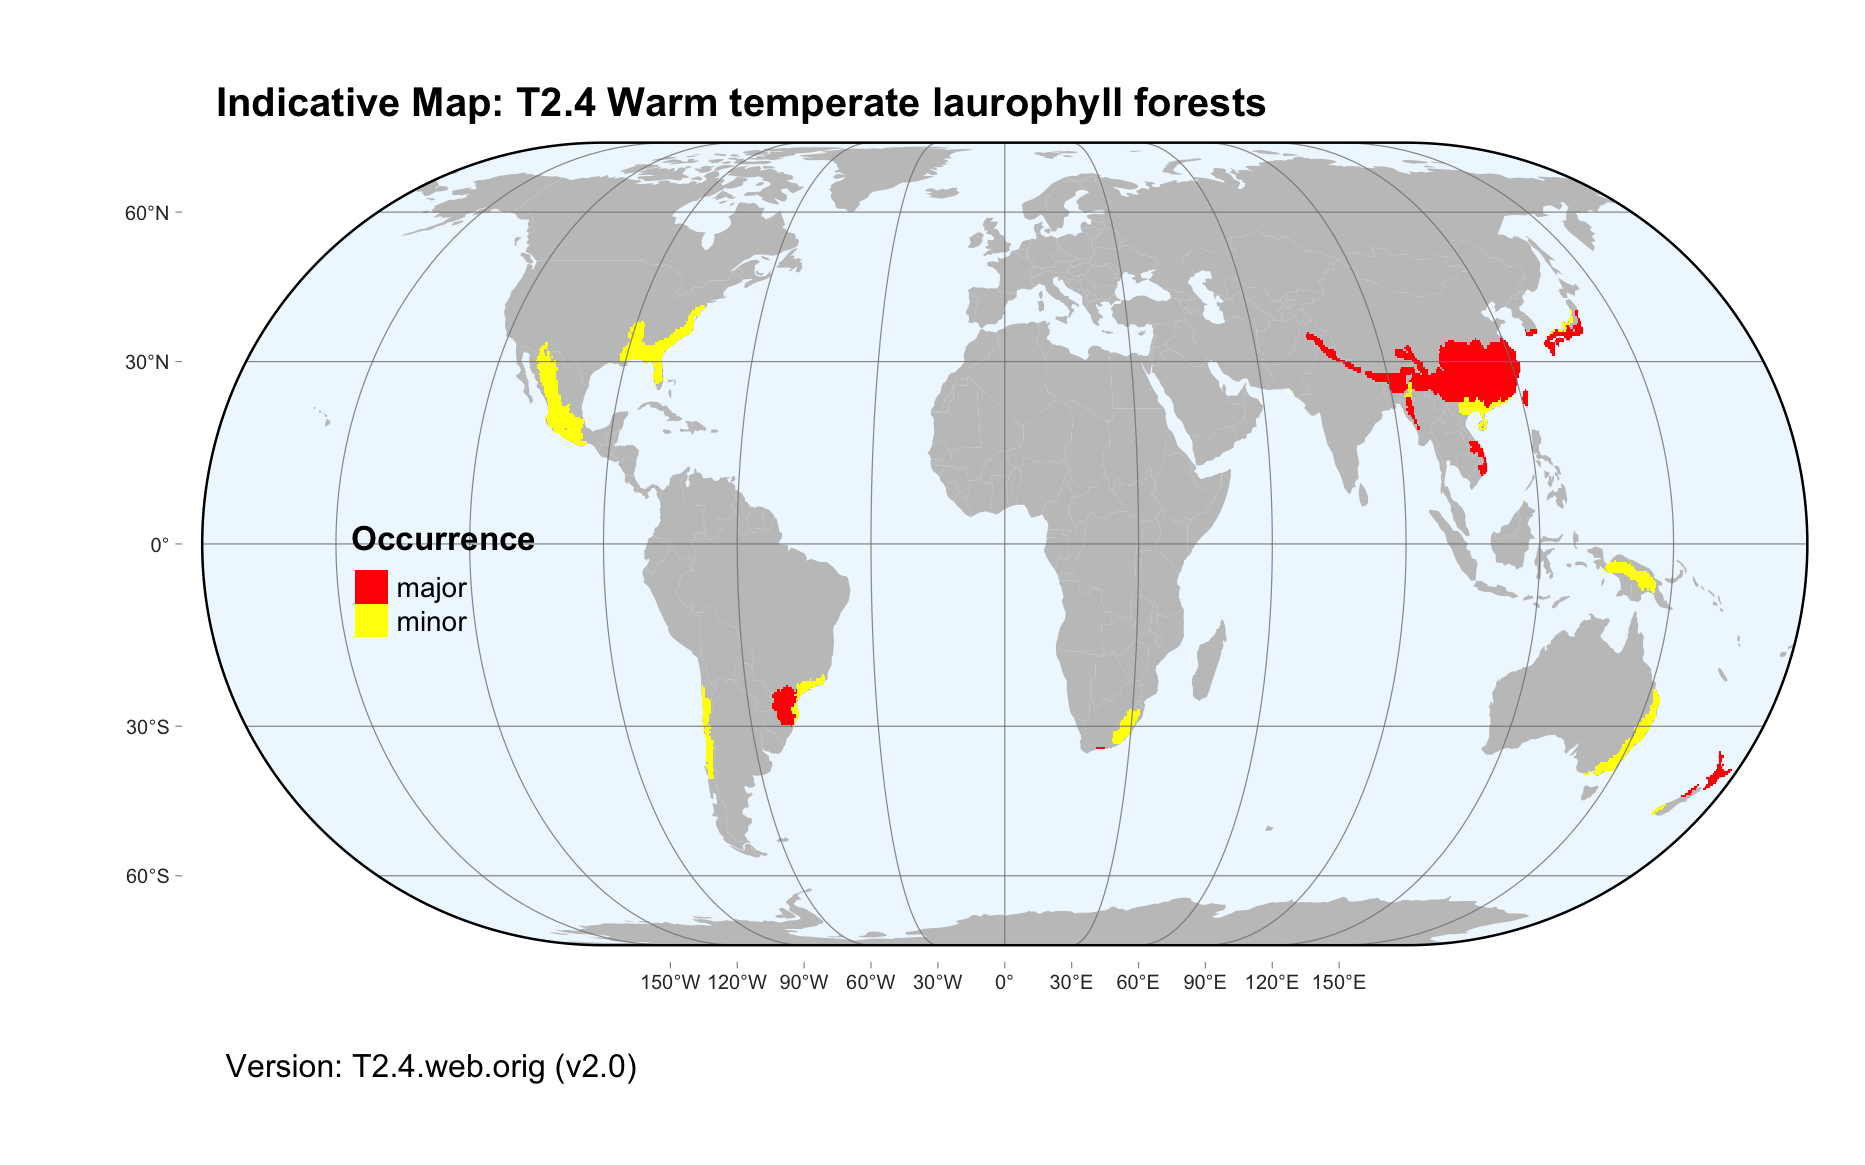 Indicative Map: T2.4 Warm temperate laurophyll forests
60°N
30°N
0°
30°S
60°S
Occurrence
major
minor
150°W 120°W 90°W 60°W 30°W 0° 30°E 60°E 90°E 120°E 150°E
Version: T2.4.web.orig (v2.0)